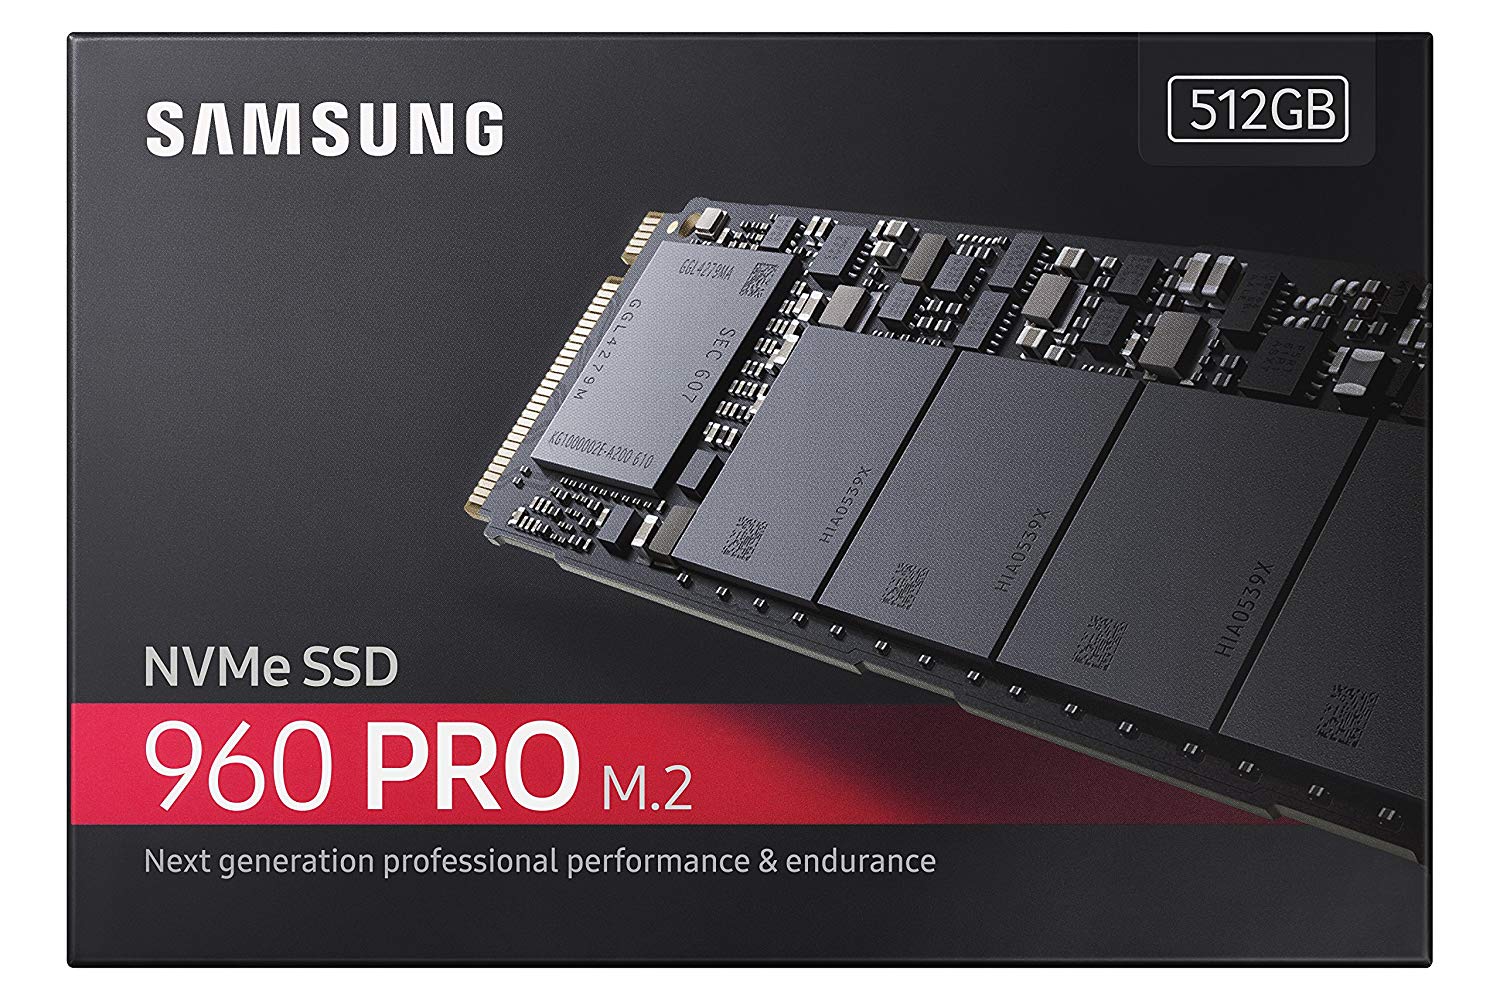 SAMSUNG
512GB
GGL4279MA
GGL4279M
SEC 607
KG1000002E-A200 610
HIA0539X
HIA0539X
HIA0539X
NVMe SSD
960 PRO M.2
Next generation professional performance & endurance